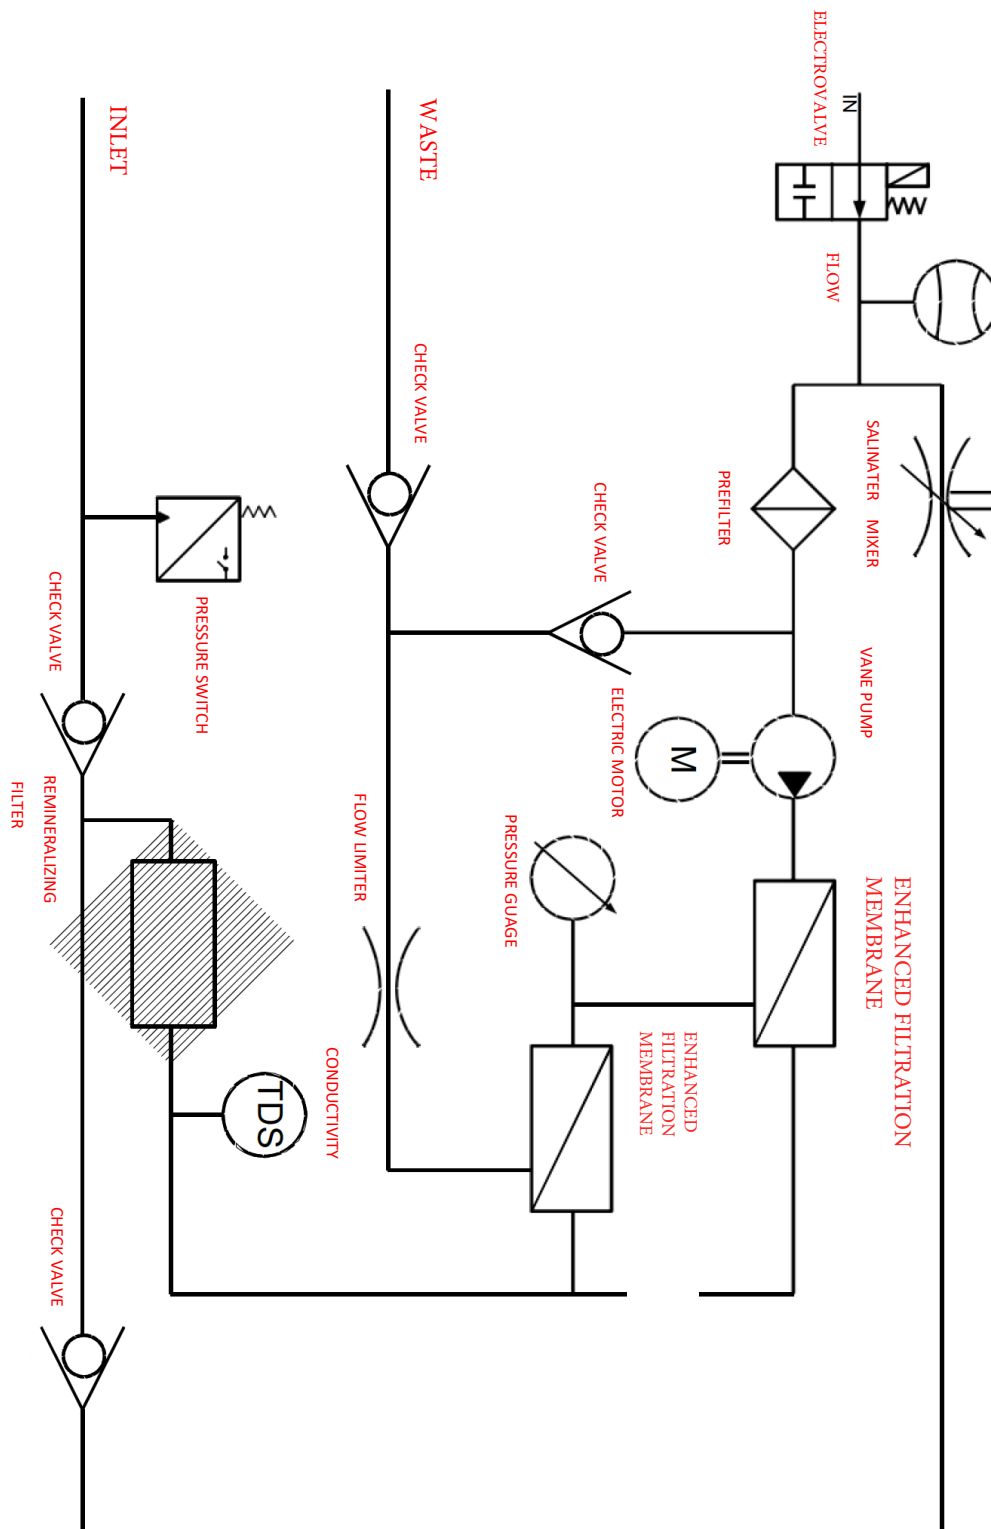 ELECTROVALVE
IN
INLET
WASTE
FLOW
CHECK VALVE
SALINATER MIXER
PREFILTER
CHECK VALVE
CHECK VALVE
PRESSURE SWITCH
VANE PUMP
ELECTRIC MOTOR
M
REMINERALIZING
FILTER
FLOW LIMITER
PRESSURE GUAGE
ENHANCED FILTRATION
MEMBRANE
ENHANCED
FILTRATION
MEMBRANE
CONDUCTIVITY
TDS
CHECK VALVE